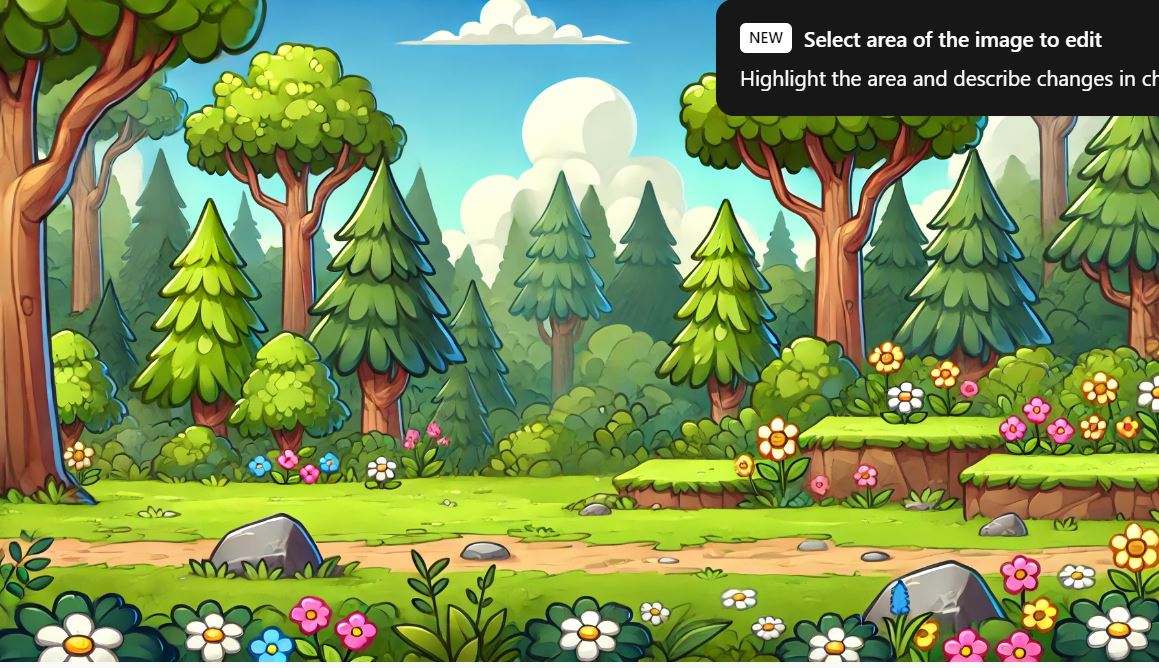 NEW Select area of the image to edit
Highlight the area and describe changes in